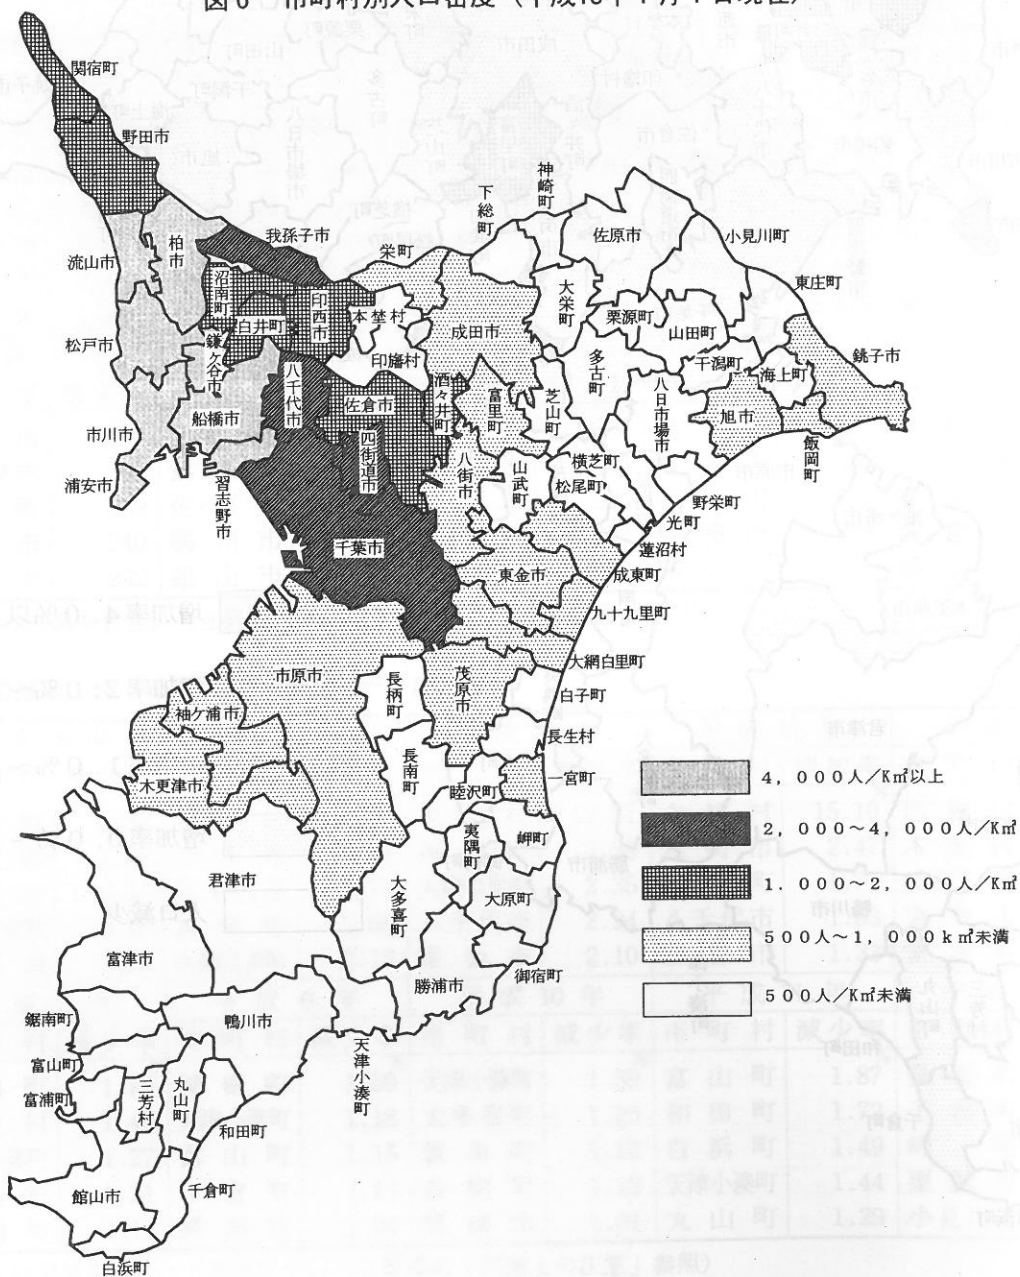 図6 市町村別人口密度（平成10年1月1日現在）
関宿町
野田市
神崎町
下総町
佐原市
小見川町
我孫子市
栄町
柏市
流山市
東庄町
沼南町
印西市
本埜村
大栄町
栗源町
山田町
白井町
成田市
松戸市
鎌ケ谷市
印旛村
多古町
干潟町
海上町
銚子市
八千代市
酒々井町
富里町
芝山町
八日市場市
旭市
佐倉市
船橋市
市川市
四街道市
飯岡町
八街市
山武町
横芝町
松尾町
浦安市
習志野市
野栄町
光町
蓮沼村
千葉市
東金市
成東町
九十九里町
大網白里町
市原市
長柄町
茂原市
白子町
袖ケ浦市
長生村
長南町
一宮町
木更津市
睦沢町
夷隅町
岬町
君津市
大多喜町
大原町
富津市
御宿町
勝浦市
鋸南町
鴨川市
天津小湊町
富山町
富浦町
三芳村
丸山町
和田町
館山市
千倉町
白浜町
4，000人／K㎡以上
2，000～4，000人／K㎡
1．000～2，000人／K㎡
500人～1，000ｋ㎡未満
500人／K㎡未満